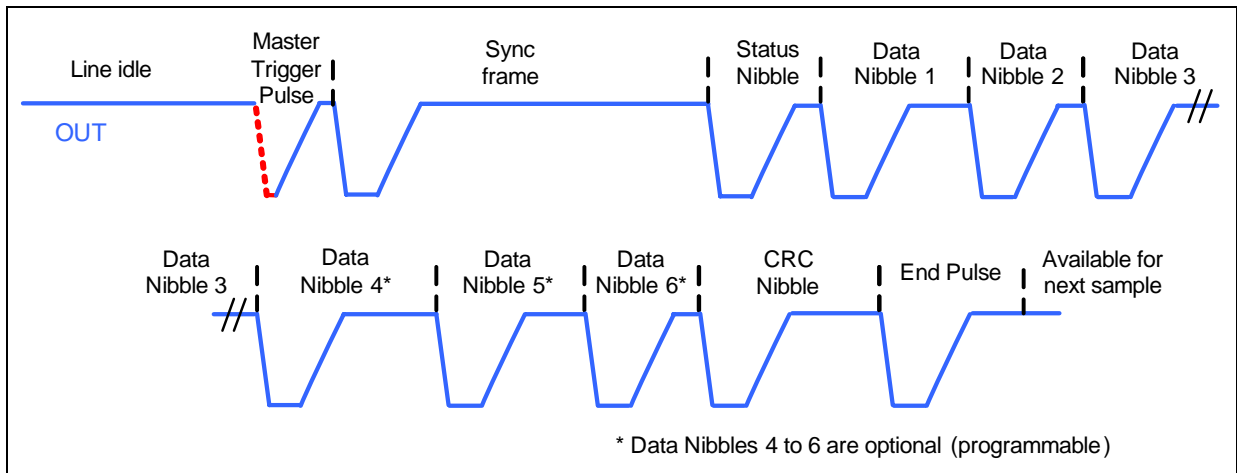 Line idle
Master
Trigger
Pulse
Sync
frame
Status
Nibble
Data
Nibble 1
Data
Nibble 2
Data
Nibble 3
OUT
Data
Nibble 3
Data
Nibble 4*
Data
Nibble 5*
Data
Nibble 6*
CRC
Nibble
End Pulse
Available for
next sample
* Data Nibbles 4 to 6 are optional (programmable)